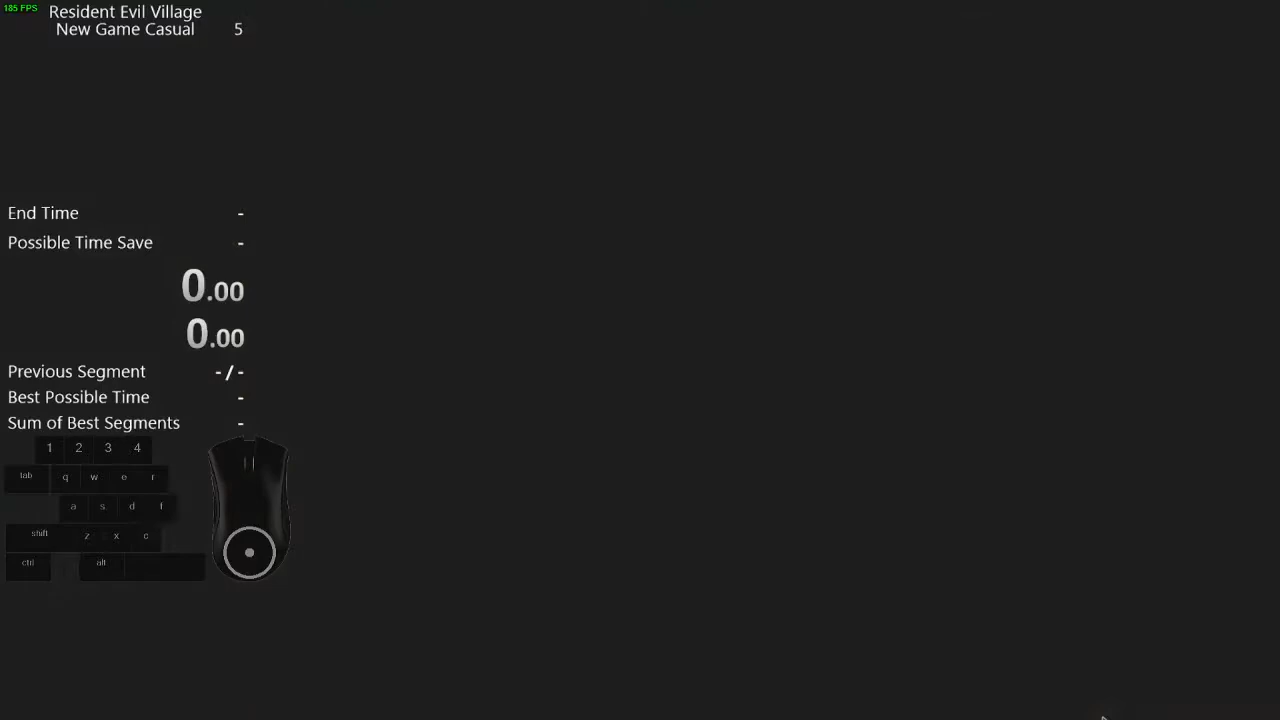 185 FPS
Resident Evil Village
New Game Casual 5
End Time -
Possible Time Save -
0.00
0.00
Previous Segment - / -
Best Possible Time -
Sum of Best Segments -
1 2 3 4
tab q w e r
a s d f
shift z x c
ctrl alt